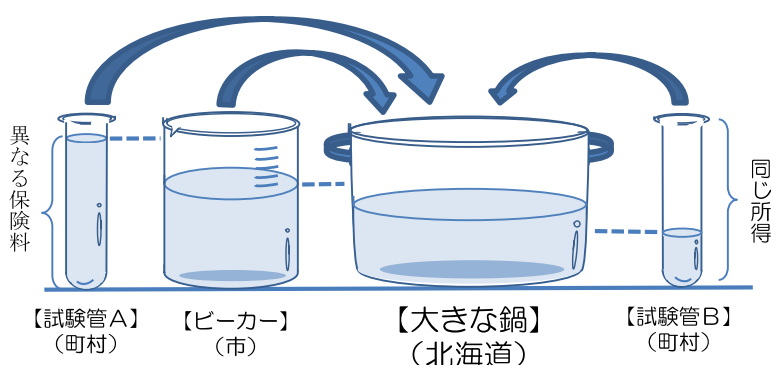 異なる保険料
同じ所得
【試験管A】
（町村）
【ビーカー】
（市）
【大きな鍋】
（北海道）
【試験管B】
（町村）